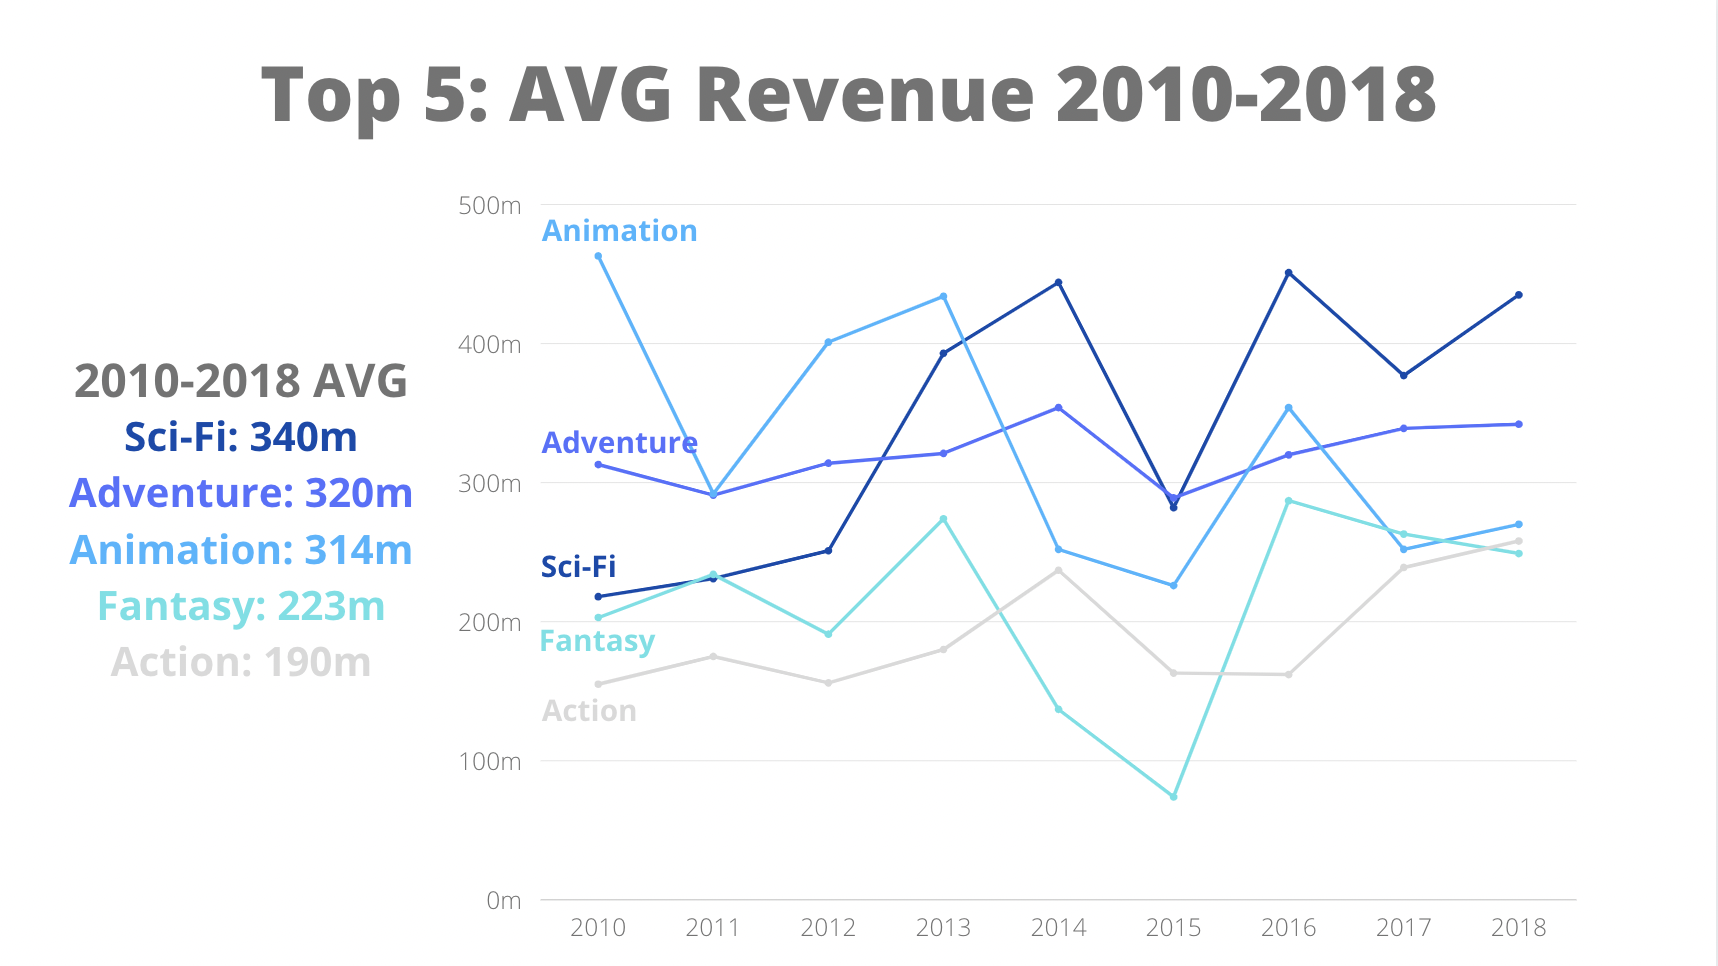 Top 5: AVG Revenue 2010-2018
2010-2018 AVG
Sci-Fi: 340m
Adventure: 320m
Animation: 314m
Fantasy: 223m
Action: 190m
500m
Animation
400m
Adventure
300m
Sci-Fi
200m
Fantasy
Action
100m
0m
2010 2011 2012 2013 2014 2015 2016 2017 2018